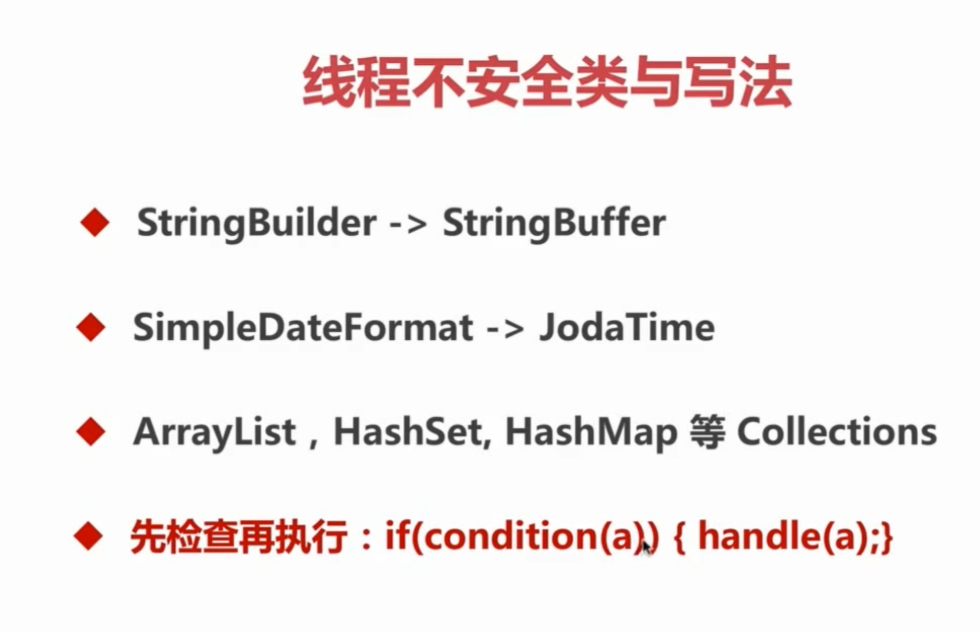 线程不安全类与写法
StringBuilder -> StringBuffer
SimpleDateFormat -> JodaTime
ArrayList , HashSet, HashMap 等 Collections
先检查再执行：if(condition(a)) { handle(a);}